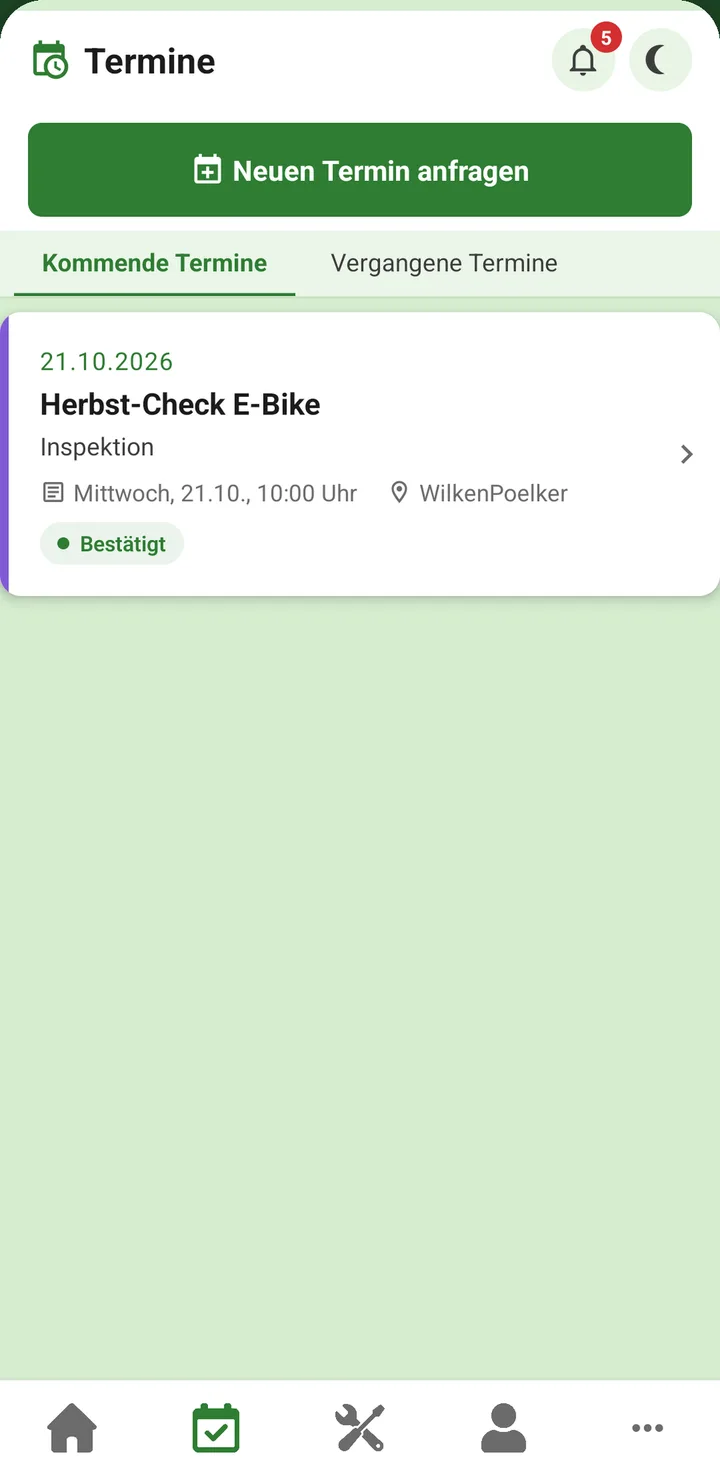 Termine
5
Neuen Termin anfragen
Kommende Termine
Vergangene Termine
21.10.2026
Herbst-Check E-Bike
Inspektion
Mittwoch, 21.10., 10:00 Uhr
WilkenPoelker
Bestätigt